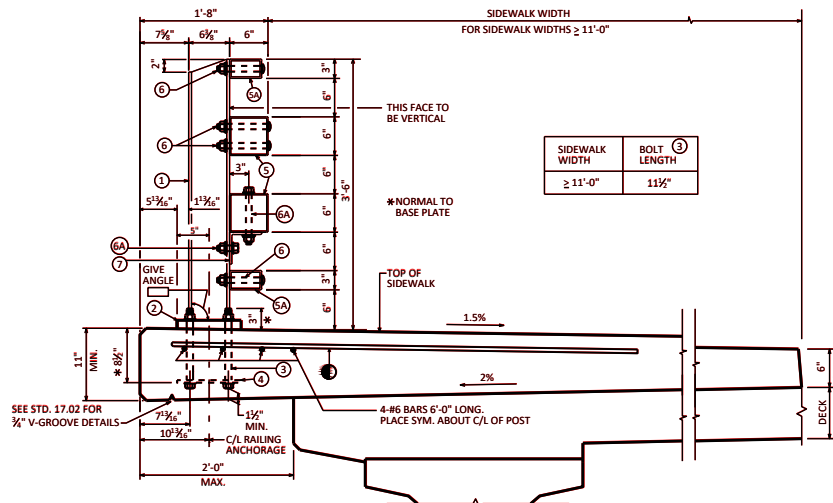 1'-8"
SIDEWALK WIDTH
FOR SIDEWALK WIDTHS ≥ 11'-0"
7⅝"
6⅜"
6"
2"
6
5A
3"
6"
THIS FACE TO
BE VERTICAL
6
6"
5
6"
1
3'-6"
SIDEWALK
WIDTH
BOLT
LENGTH
3
≥ 11'-0"
11½"
5 13/16"
1 13/16"
3"
6A
6"
*NORMAL TO
BASE PLATE
5"
6A
6
6"
7
GIVE
ANGLE
3"
5A
TOP OF
SIDEWALK
2
3"
*
6"
1.5%
11"
MIN.
* 8½"
3
4
2%
6"
DECK
SEE STD. 17.02 FOR
¾" V-GROOVE DETAILS
7 13/16"
1½"
MIN.
4-#6 BARS 6'-0" LONG.
PLACE SYM. ABOUT C/L OF POST
10 13/16"
C/L RAILING
ANCHORAGE
2'-0"
MAX.